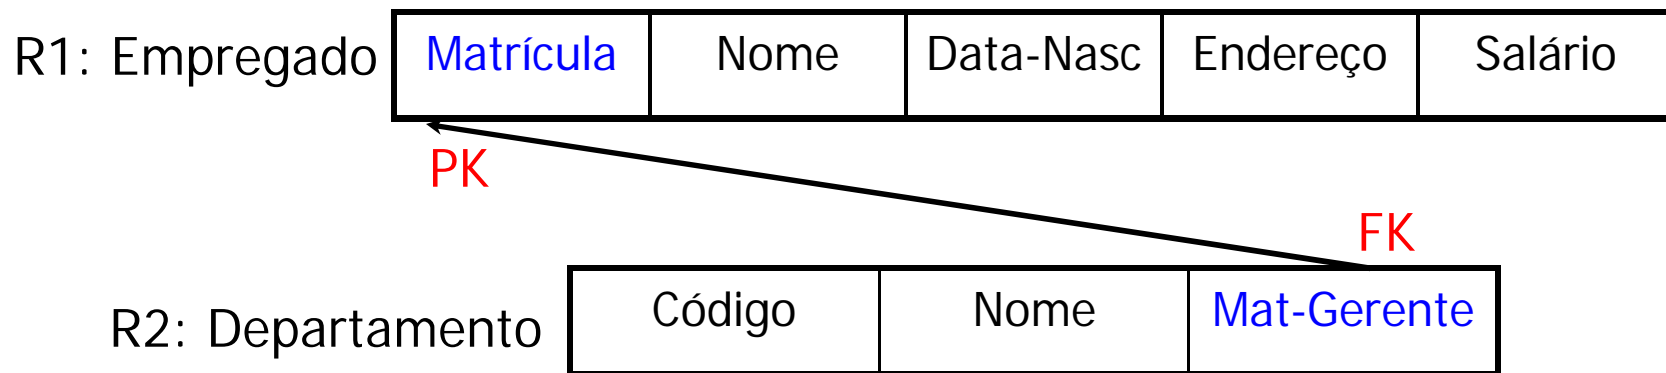 R1: Empregado Matrícula Nome Data-Nasc Endereço Salário
PK
FK
R2: Departamento Código Nome Mat-Gerente